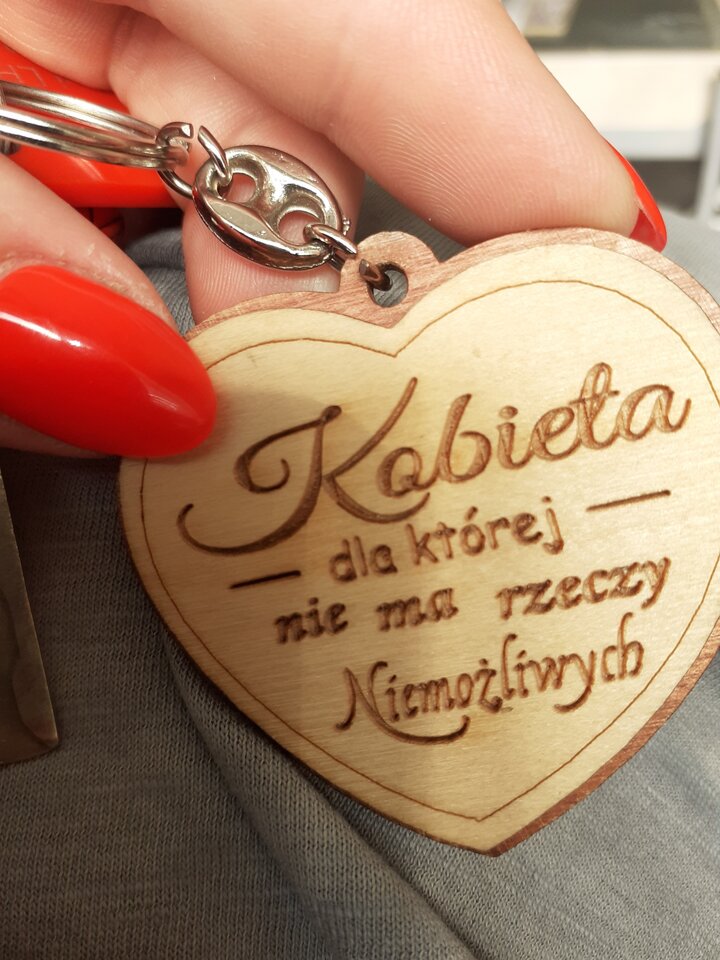 Kobieta
dla której
nie ma rzeczy
Niemożliwych